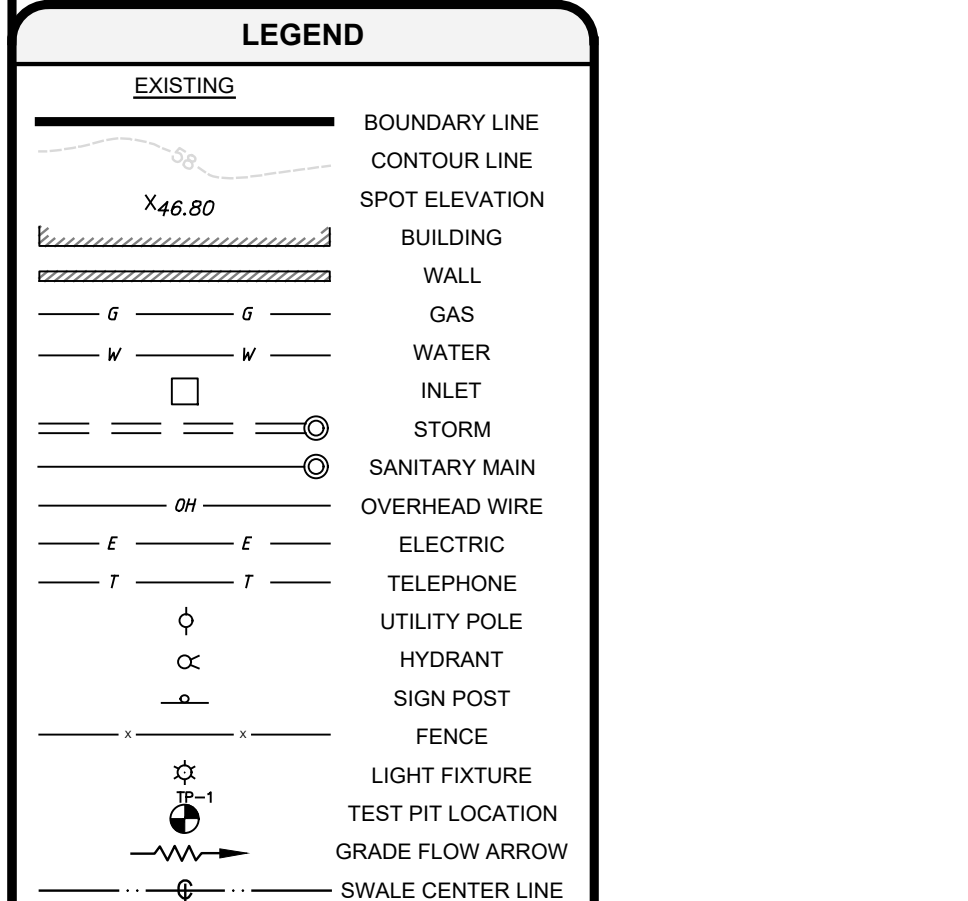 LEGEND
EXISTING
BOUNDARY LINE
58 CONTOUR LINE
X46.80 SPOT ELEVATION
BUILDING
WALL
G G GAS
W W WATER
INLET
STORM
SANITARY MAIN
OH OVERHEAD WIRE
E E ELECTRIC
T T TELEPHONE
UTILITY POLE
HYDRANT
SIGN POST
x x FENCE
LIGHT FIXTURE
TP-1
TEST PIT LOCATION
GRADE FLOW ARROW
SWALE CENTER LINE